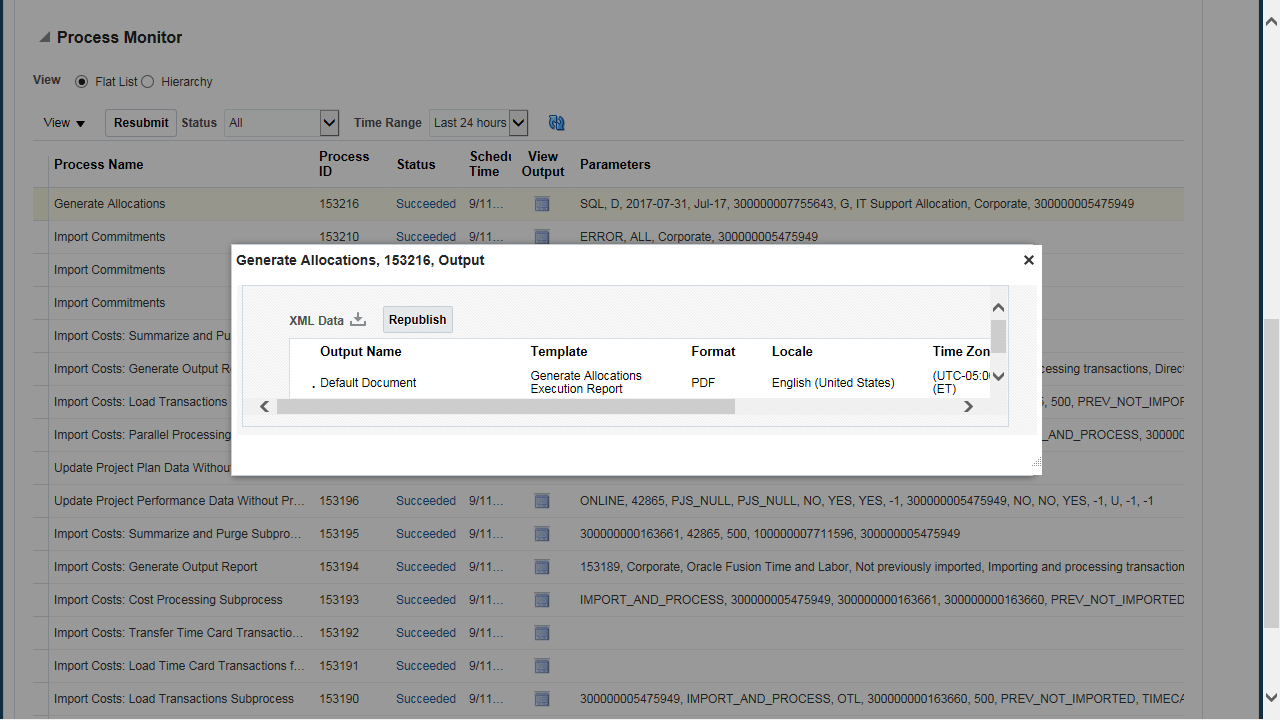 Process Monitor
View Flat List Hierarchy
View Resubmit Status All Time Range Last 24 hours
Process Name Process ID Status Schedu Time View Output Parameters
Generate Allocations 153216 Succeeded 9/11... SQL, D, 2017-07-31, Jul-17, 300000007755643, G, IT Support Allocation, Corporate, 300000005475949
Import Commitments 153210 Succeeded 9/11... ERROR, ALL, Corporate, 300000005475949
Generate Allocations, 153216, Output
Import Commitments
XML Data Republish
Import Commitments
Import Costs: Summarize and Pu
Output Name Template Format Locale Time Zon
Import Costs: Generate Output R
cessing transactions, Direct
Default Document Generate Allocations Execution Report PDF English (United States) (UTC-05:00 (ET)
Import Costs: Load Transactions
500, PREV_NOT_IMPOR
Import Costs: Parallel Processing
_AND_PROCESS, 300000
Update Project Plan Data Withou
Update Project Performance Data Without Pr... 153196 Succeeded 9/11... ONLINE, 42865, PJS_NULL, PJS_NULL, NO, YES, YES, -1, 300000005475949, NO, NO, YES, -1, U, -1, -1
Import Costs: Summarize and Purge Subpro... 153195 Succeeded 9/11... 300000000163661, 42865, 500, 100000007711596, 300000005475949
Import Costs: Generate Output Report 153194 Succeeded 9/11... 153189, Corporate, Oracle Fusion Time and Labor, Not previously imported, Importing and processing transaction
Import Costs: Cost Processing Subprocess 153193 Succeeded 9/11... IMPORT_AND_PROCESS, 300000005475949, 300000000163661, 300000000163660, PREV_NOT_IMPORTED
Import Costs: Transfer Time Card Transactio... 153192 Succeeded 9/11...
Import Costs: Load Time Card Transactions f... 153191 Succeeded 9/11...
Import Costs: Load Transactions Subprocess 153190 Succeeded 9/11... 300000005475949, IMPORT_AND_PROCESS, OTL, 300000000163660, 500, PREV_NOT_IMPORTED, TIMECA